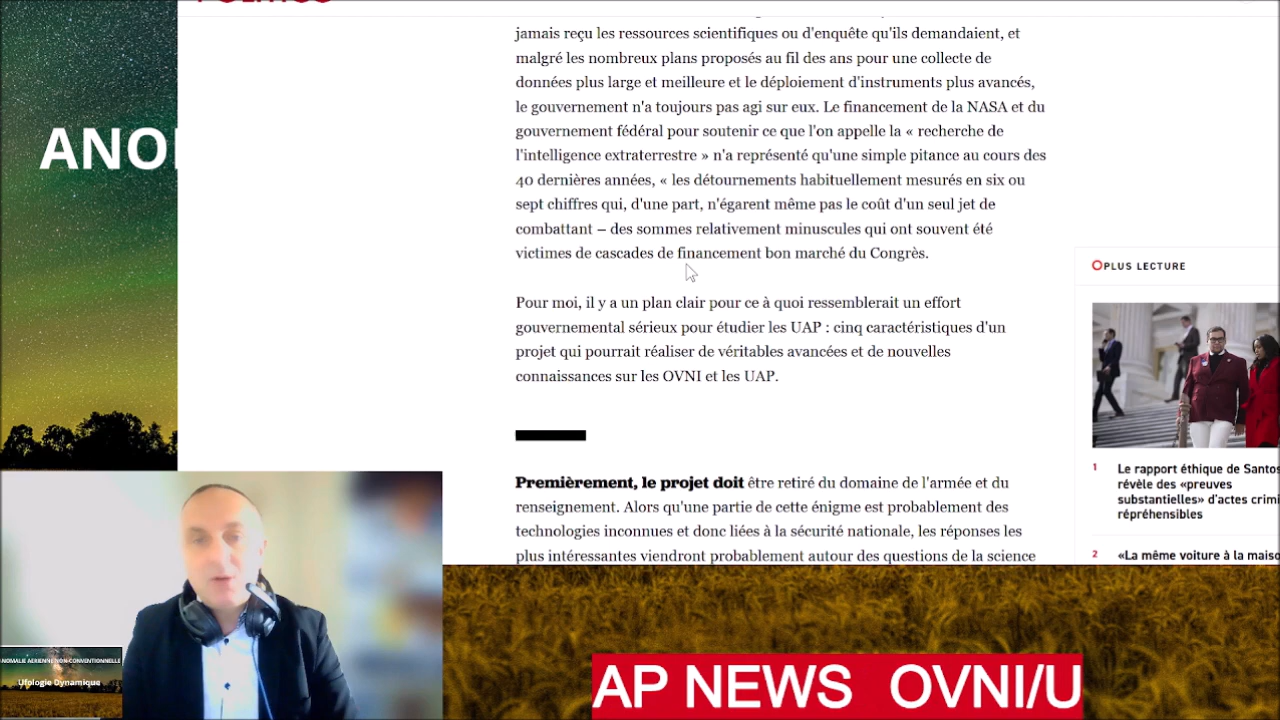 ANO
jamais reçu les ressources scientifiques ou d'enquête qu'ils demandaient, et
malgré les nombreux plans proposés au fil des ans pour une collecte de
données plus large et meilleure et le déploiement d'instruments plus avancés,
le gouvernement n'a toujours pas agi sur eux. Le financement de la NASA et du
gouvernement fédéral pour soutenir ce que l'on appelle la « recherche de
l'intelligence extraterrestre » n'a représenté qu'une simple pitance au cours des
40 dernières années, « les détournements habituellement mesurés en six ou
sept chiffres qui, d'une part, n'égarent même pas le coût d'un seul jet de
combattant – des sommes relativement minuscules qui ont souvent été
victimes de cascades de financement bon marché du Congrès.
Pour moi, il y a un plan clair pour ce à quoi ressemblerait un effort
gouvernemental sérieux pour étudier les UAP : cinq caractéristiques d'un
projet qui pourrait réaliser de véritables avancées et de nouvelles
connaissances sur les OVNI et les UAP.
Premièrement, le projet doit être retiré du domaine de l'armée et du
renseignement. Alors qu'une partie de cette énigme est probablement des
technologies inconnues et donc liées à la sécurité nationale, les réponses les
plus intéressantes viendront probablement autour des questions de la science
PLUS LECTURE
1 Le rapport éthique de Santos
révèle des «preuves
substantielles» d'actes crimi
répréhensibles
2 «La même voiture à la maiso
ANOMALIE AERIENNE NON-CONVENTIONNELLE
Ufologie Dynamique
AP NEWS OVNI/U